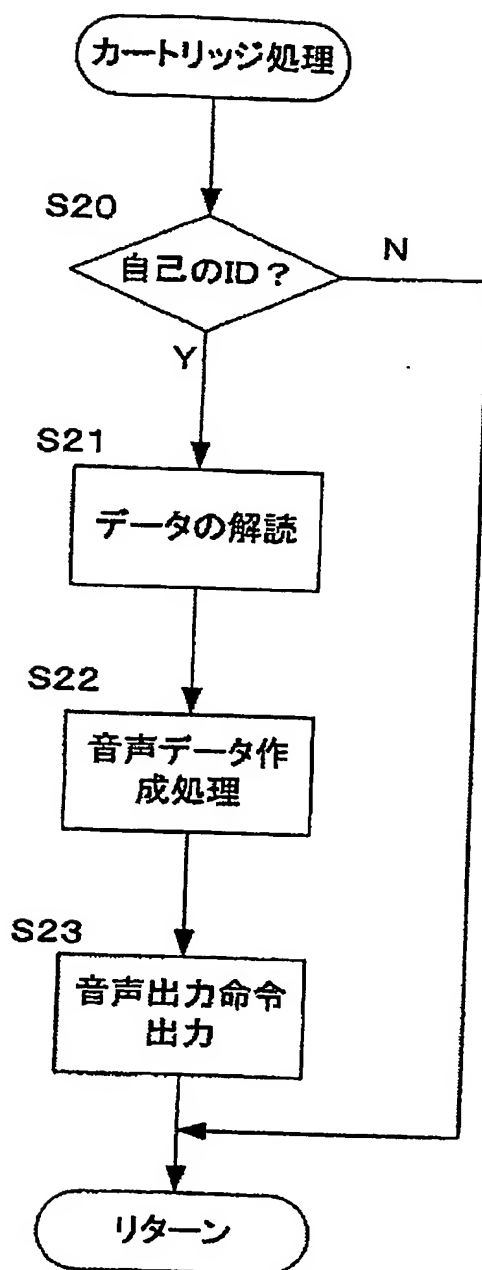 カートリッジ処理
S20
自己のID?
N
Y
S21
データの解読
S22
音声データ作
成処理
S23
音声出力命令
出力
リターン